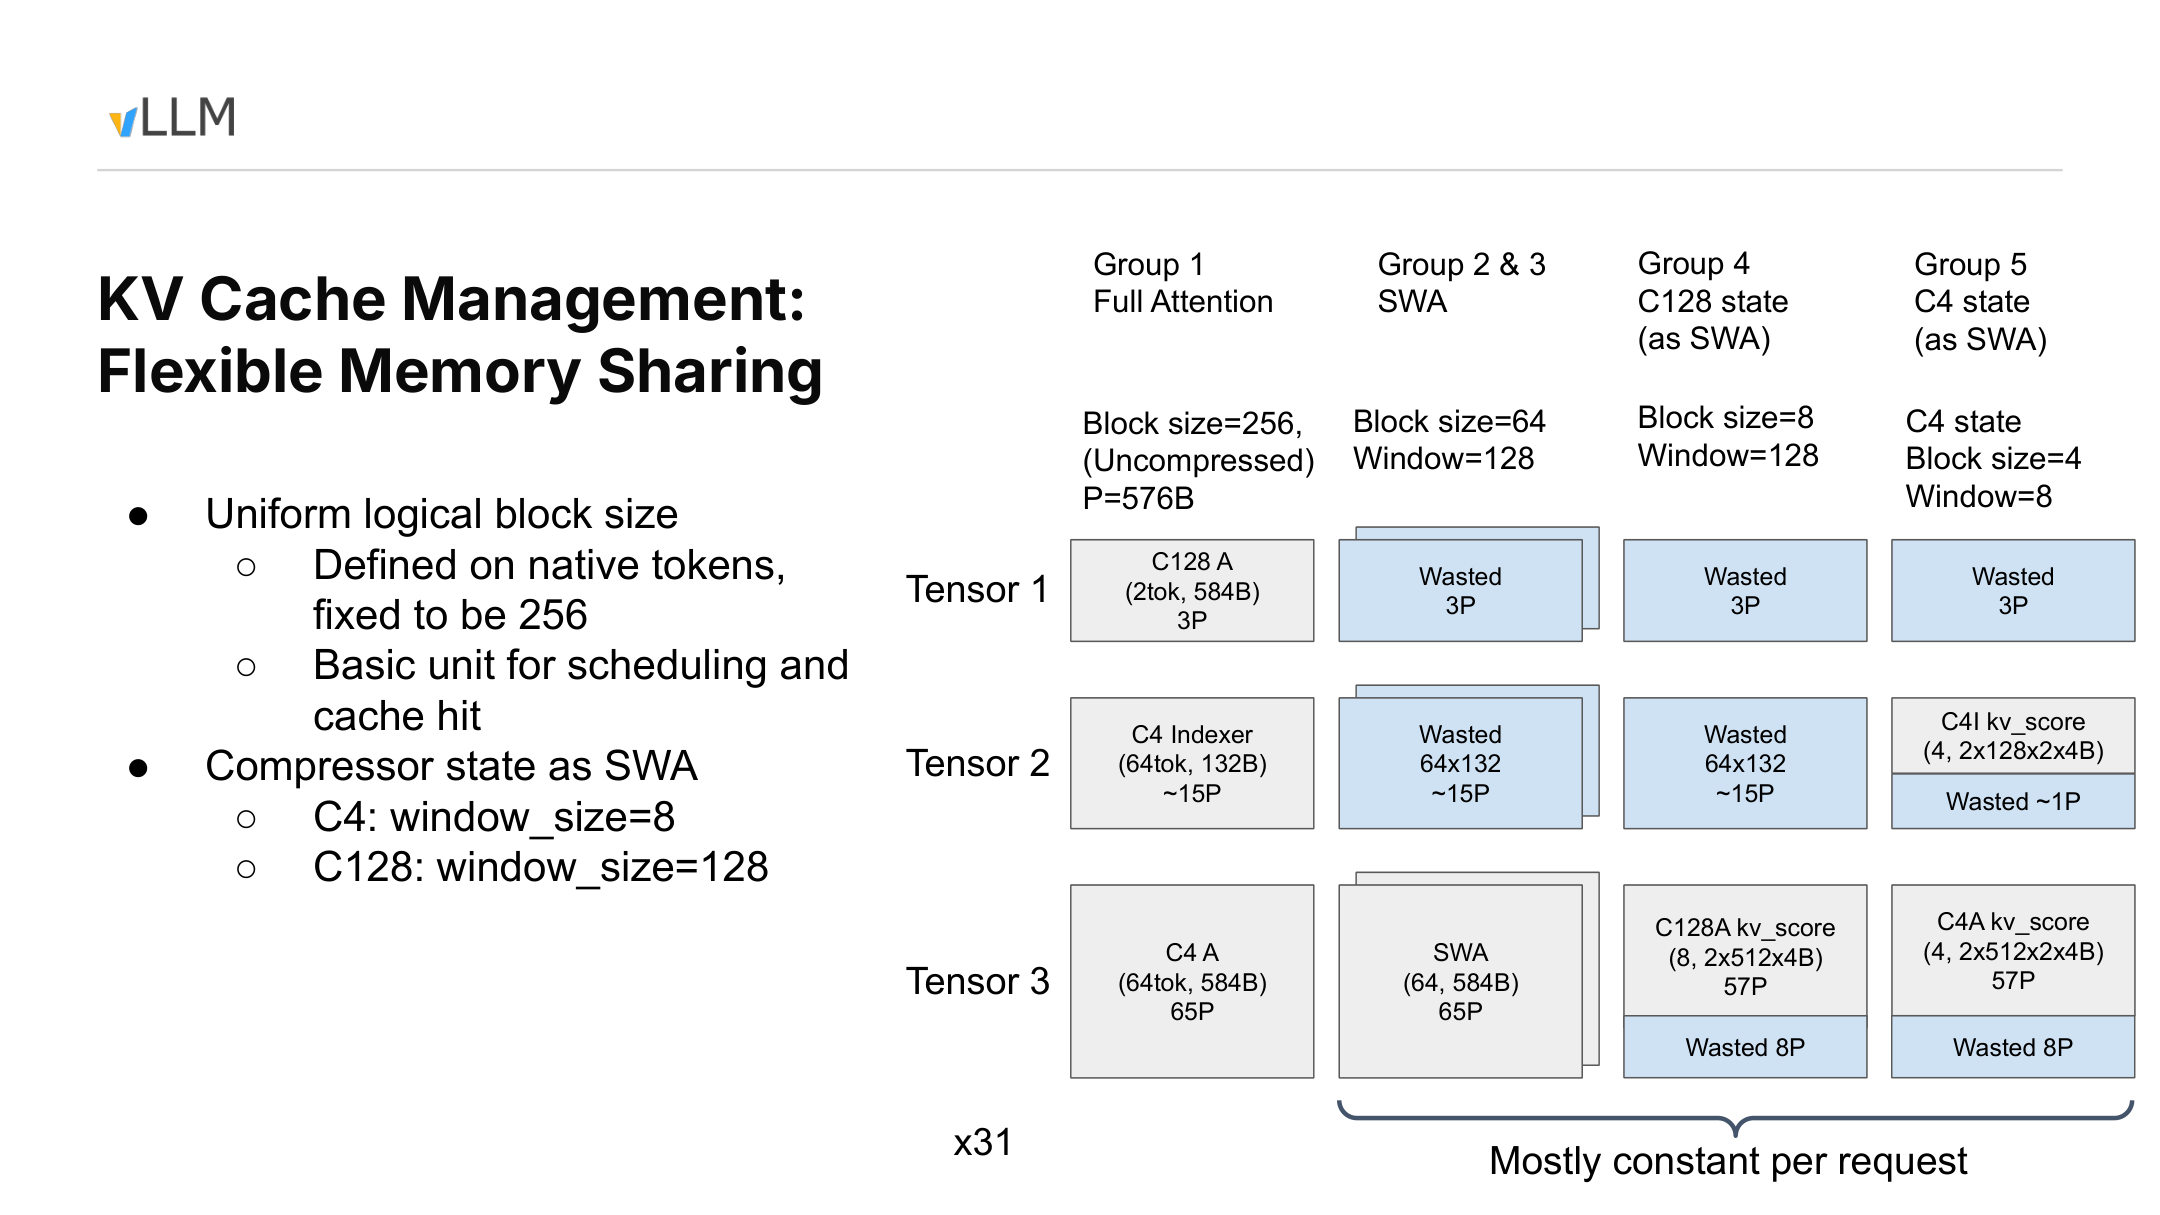 vLLM
KV Cache Management:
Flexible Memory Sharing
● Uniform logical block size
○ Defined on native tokens,
fixed to be 256
○ Basic unit for scheduling and
cache hit
● Compressor state as SWA
○ C4: window_size=8
○ C128: window_size=128
Group 1
Full Attention
Block size=256,
(Uncompressed)
P=576B
Group 2 & 3
SWA
Block size=64
Window=128
Group 4
C128 state
(as SWA)
Block size=8
Window=128
Group 5
C4 state
(as SWA)
C4 state
Block size=4
Window=8
Tensor 1
C128 A
(2tok, 584B)
3P
Wasted
3P
Wasted
3P
Wasted
3P
Tensor 2
C4 Indexer
(64tok, 132B)
~15P
Wasted
64x132
~15P
Wasted
64x132
~15P
C4I kv_score
(4, 2x128x2x4B)
Wasted ~1P
Tensor 3
C4 A
(64tok, 584B)
65P
SWA
(64, 584B)
65P
C128A kv_score
(8, 2x512x4B)
57P
Wasted 8P
C4A kv_score
(4, 2x512x2x4B)
57P
Wasted 8P
x31
Mostly constant per request